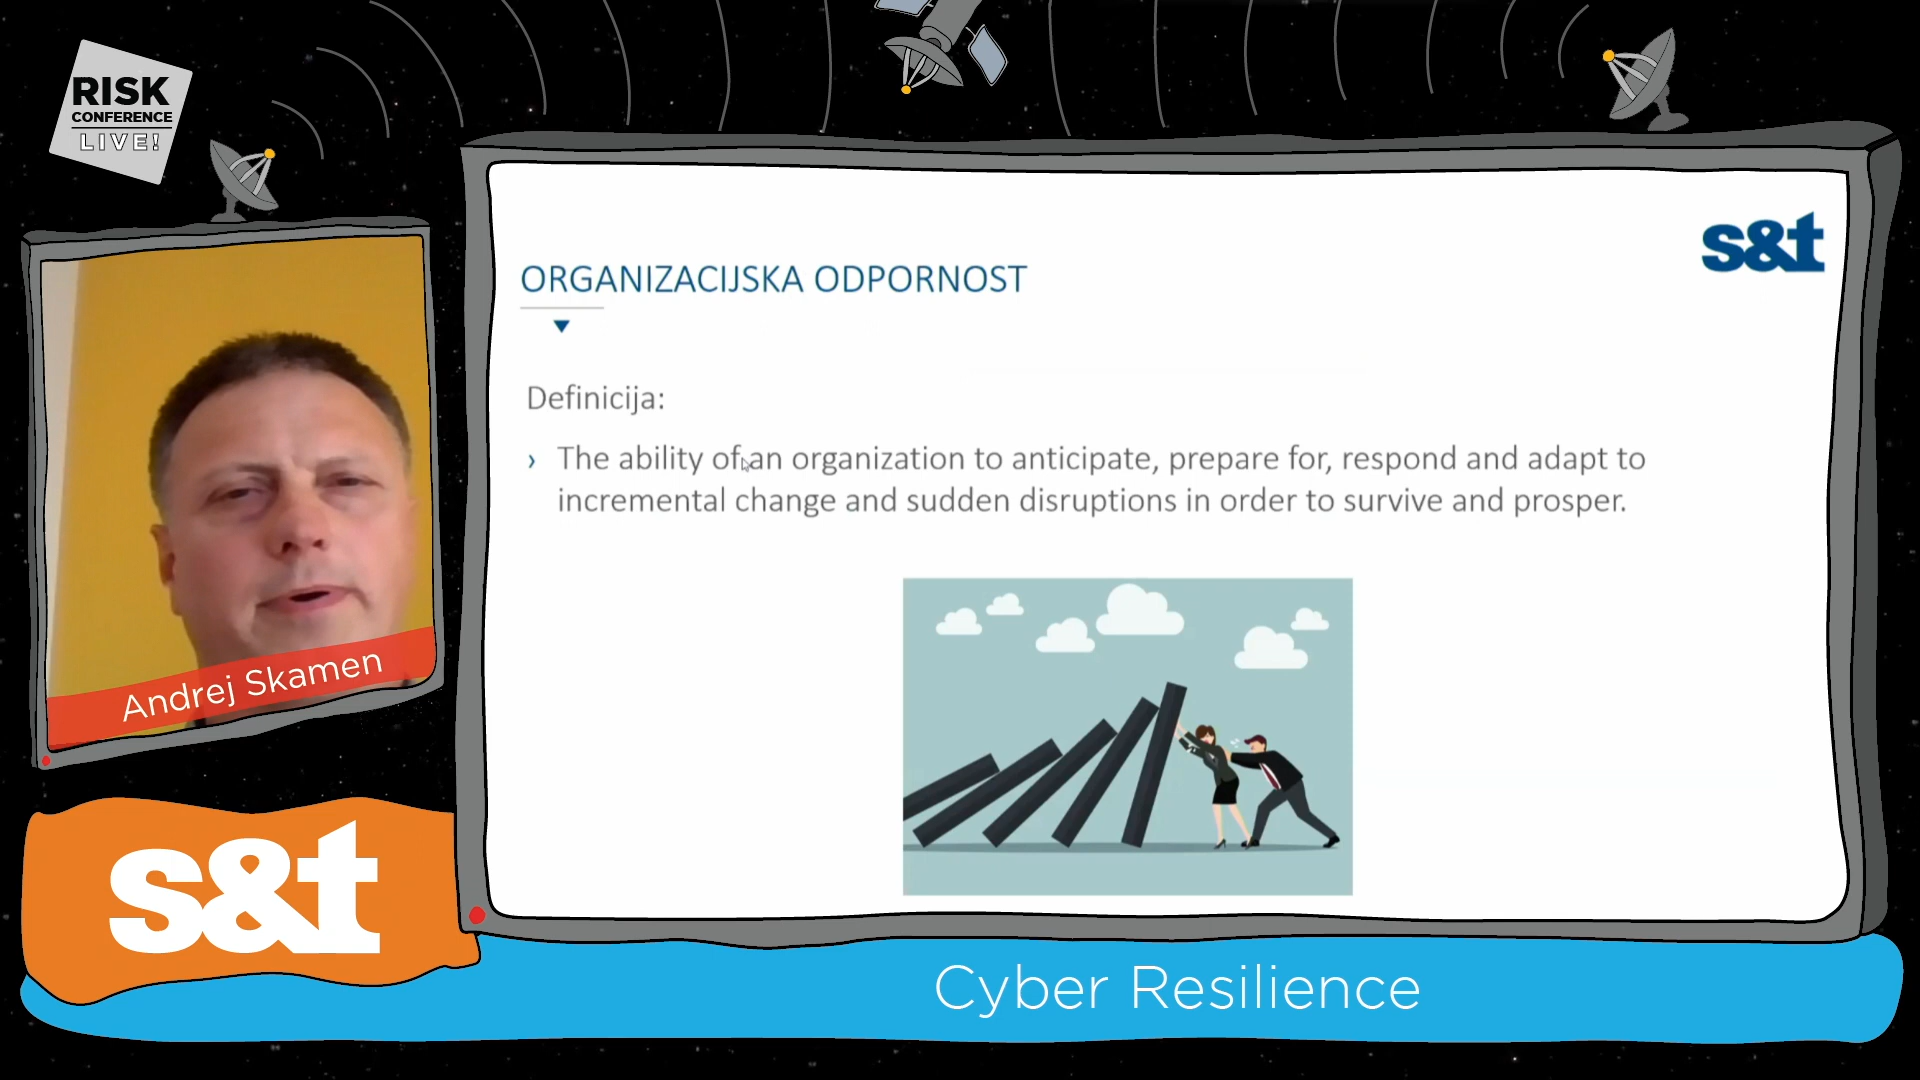 RISK
CONFERENCE
LIVE!
s&t
ORGANIZACIJSKA ODPORNOST
Definicija:
› The ability of an organization to anticipate, prepare for, respond and adapt to
incremental change and sudden disruptions in order to survive and prosper.
Andrej Skamen
s&t
Cyber Resilience